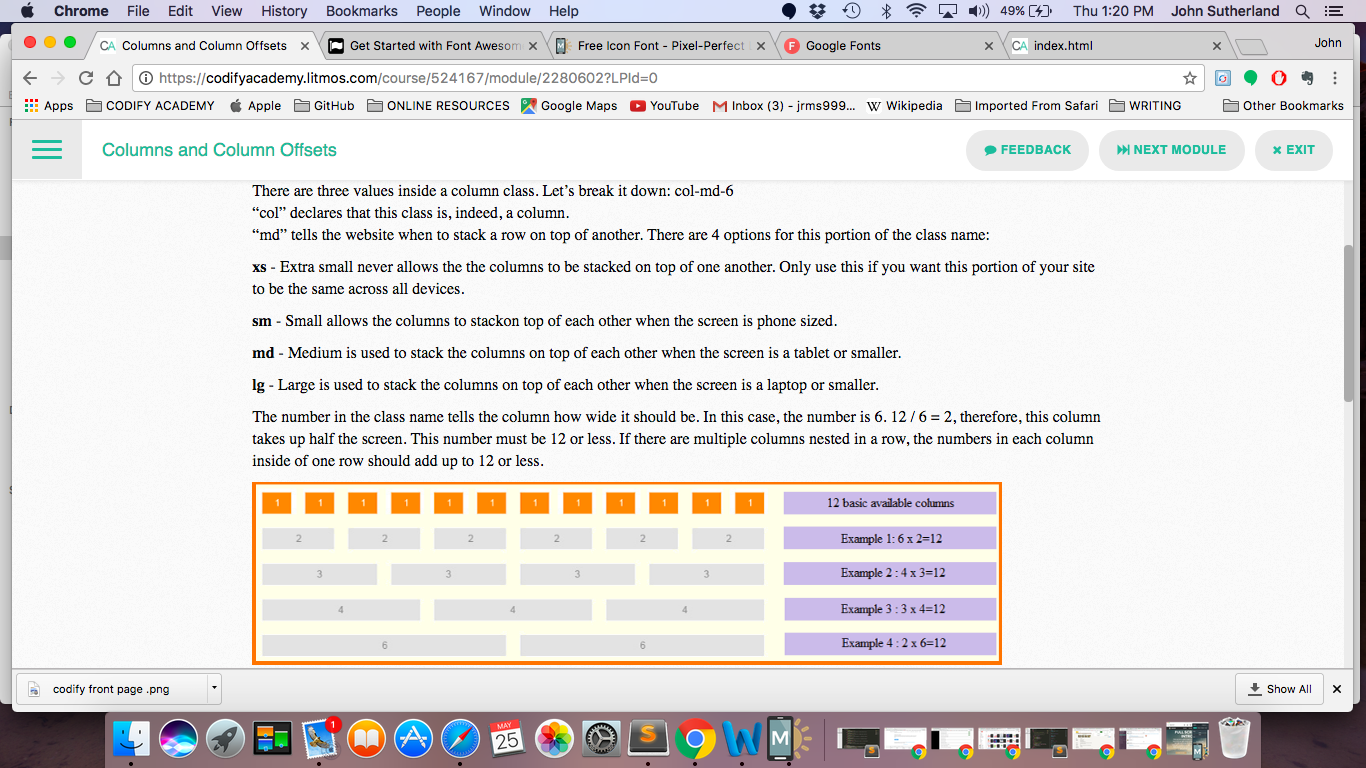 Chrome File Edit View History Bookmarks People Window Help 49% Thu 1:20 PM John Sutherland
CA Columns and Column Offsets Get Started with Font Awesom Free Icon Font - Pixel-Perfect F Google Fonts CA index.html John
https://codifyacademy.litmos.com/course/524167/module/2280602?LPId=0
Apps CODIFY ACADEMY Apple GitHub ONLINE RESOURCES Google Maps YouTube Inbox (3) - jrms999... W Wikipedia Imported From Safari WRITING Other Bookmarks
Columns and Column Offsets FEEDBACK NEXT MODULE EXIT
There are three values inside a column class. Let’s break it down: col-md-6
“col” declares that this class is, indeed, a column.
“md” tells the website when to stack a row on top of another. There are 4 options for this portion of the class name:
xs - Extra small never allows the the columns to be stacked on top of one another. Only use this if you want this portion of your site
to be the same across all devices.
sm - Small allows the columns to stackon top of each other when the screen is phone sized.
md - Medium is used to stack the columns on top of each other when the screen is a tablet or smaller.
lg - Large is used to stack the columns on top of each other when the screen is a laptop or smaller.
The number in the class name tells the column how wide it should be. In this case, the number is 6. 12 / 6 = 2, therefore, this column
takes up half the screen. This number must be 12 or less. If there are multiple columns nested in a row, the numbers in each column
inside of one row should add up to 12 or less.
1 1 1 1 1 1 1 1 1 1 1 1 12 basic available columns
2 2 2 2 2 2 Example 1: 6 x 2=12
3 3 3 3 Example 2 : 4 x 3=12
4 4 4 Example 3 : 3 x 4=12
6 6 Example 4 : 2 x 6=12
codify front page .png Show All
1 MAY 25 S W M